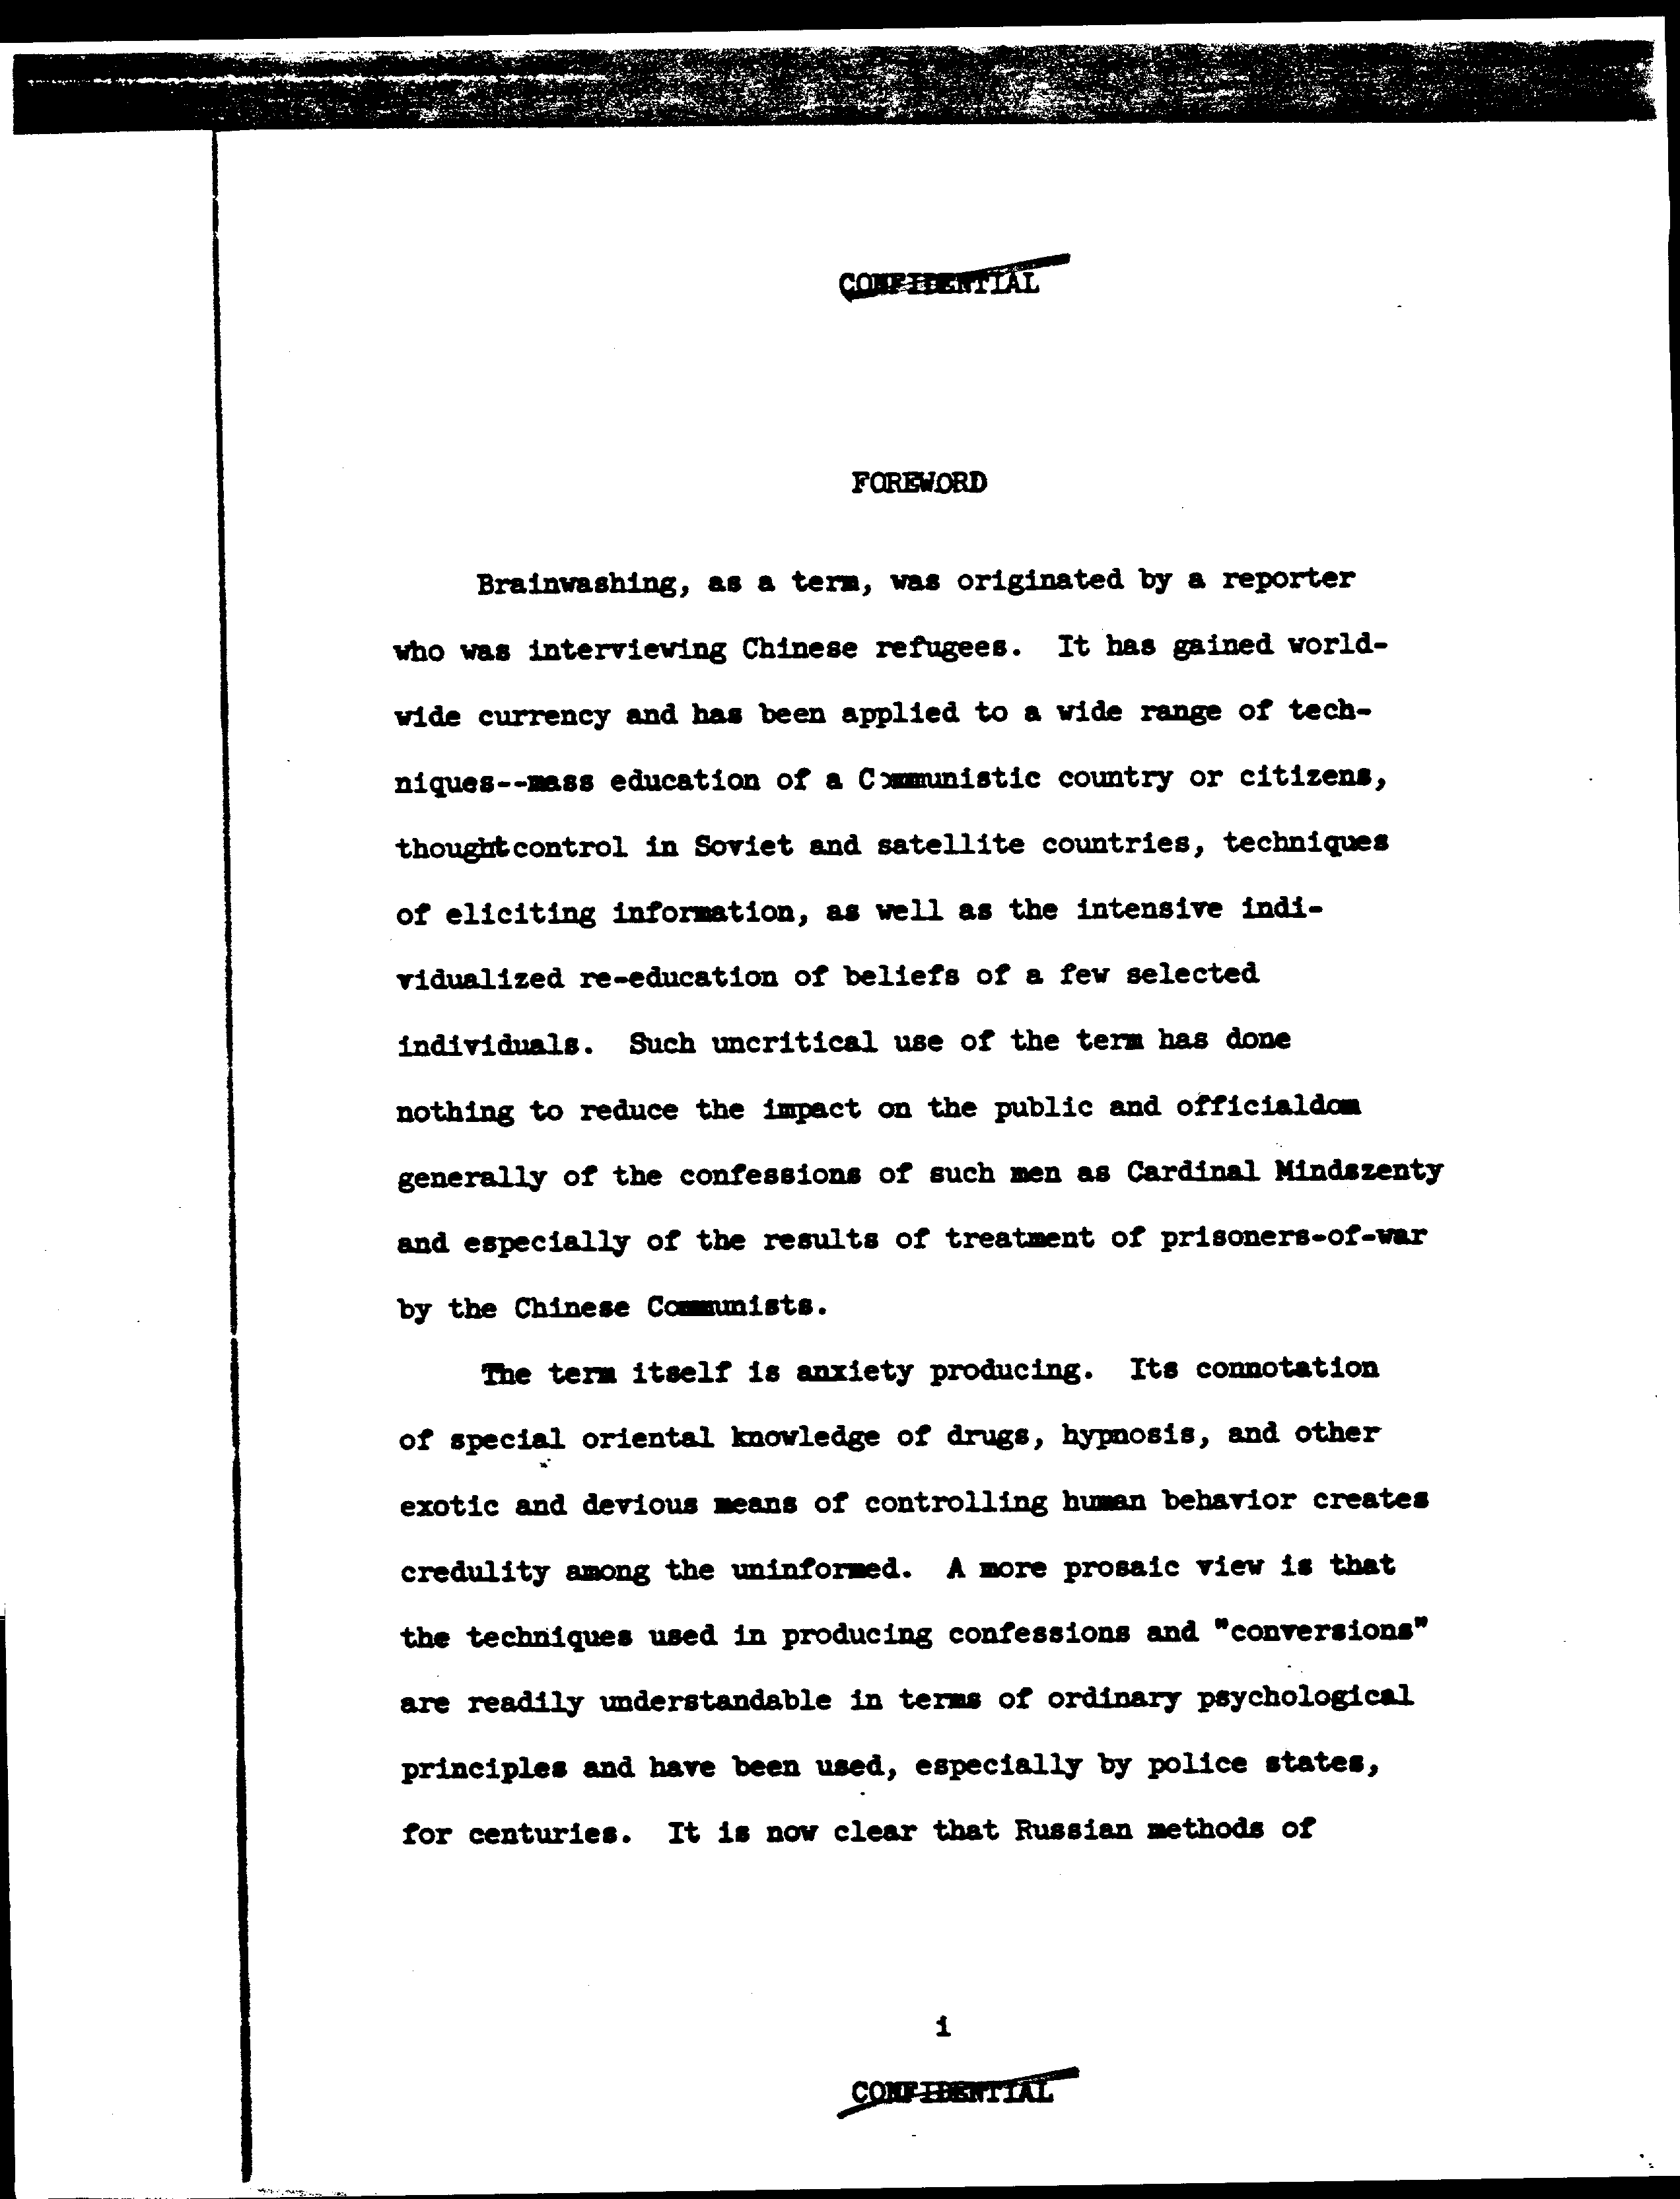 CONFIDENTIAL
FOREWORD
Brainwashing, as a term, was originated by a reporter
who was interviewing Chinese refugees. It has gained world-
wide currency and has been applied to a wide range of tech-
niques--mass education of a Communistic country or citizens,
thoughtcontrol in Soviet and satellite countries, techniques
of eliciting information, as well as the intensive indi-
vidualized re-education of beliefs of a few selected
individuals. Such uncritical use of the term has done
nothing to reduce the impact on the public and officialdom
generally of the confessions of such men as Cardinal Mindszenty
and especially of the results of treatment of prisoners-of-war
by the Chinese Communists.
The term itself is anxiety producing. Its connotation
of special oriental knowledge of drugs, hypnosis, and other
exotic and devious means of controlling human behavior creates
credulity among the uninformed. A more prosaic view is that
the techniques used in producing confessions and "conversions"
are readily understandable in terms of ordinary psychological
principles and have been used, especially by police states,
for centuries. It is now clear that Russian methods of
i
CONFIDENTIAL